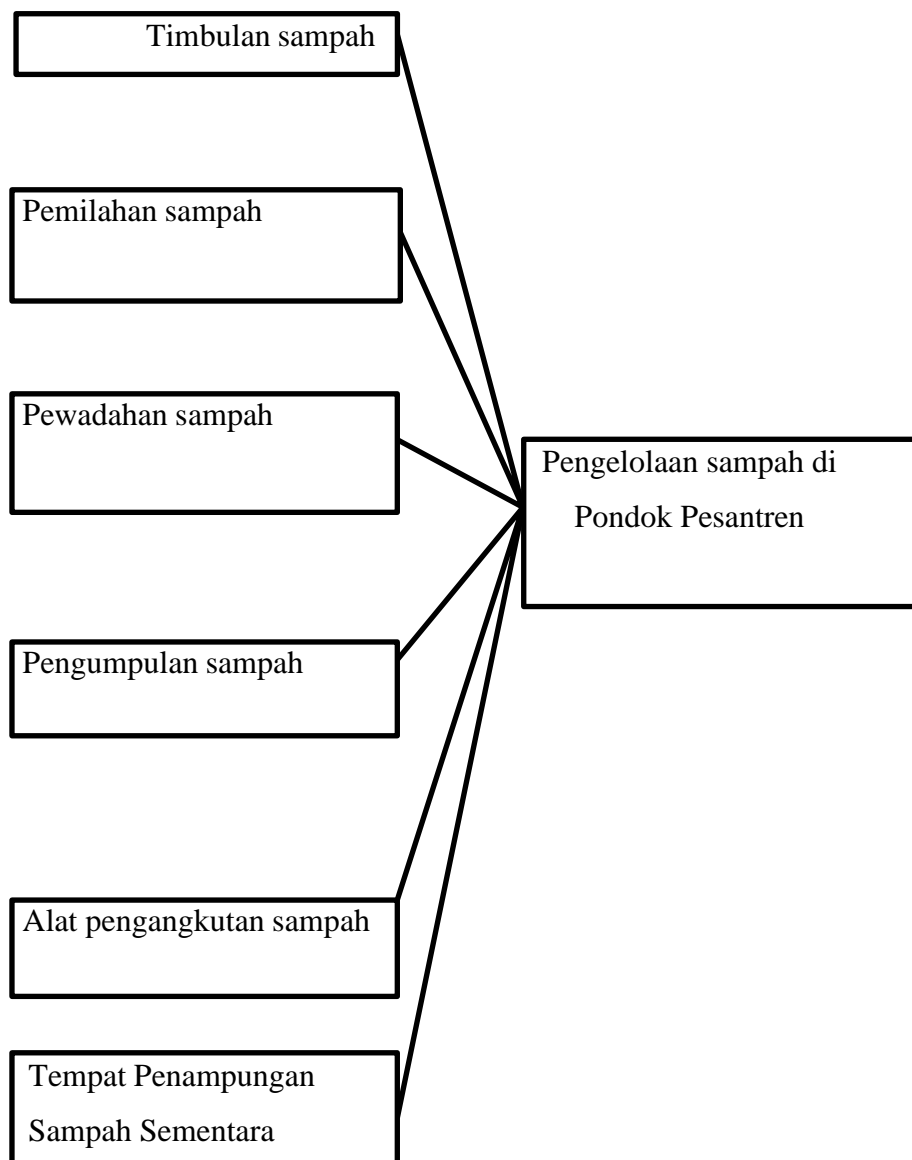 Timbulan sampah
Pemilahan sampah
Pewadahan sampah
Pengelolaan sampah di
Pondok Pesantren
Pengumpulan sampah
Alat pengangkutan sampah
Tempat Penampungan
Sampah Sementara